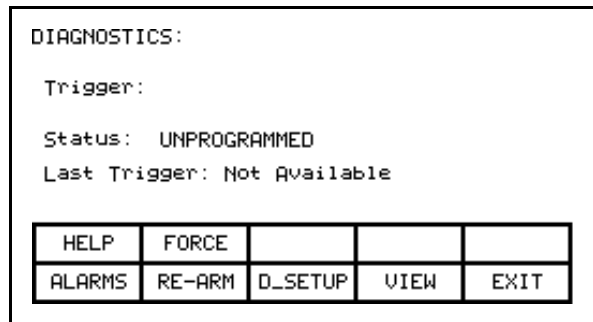 DIAGNOSTICS:
Trigger:
Status: UNPROGRAMMED
Last Trigger: Not Available
HELP FORCE
ALARMS RE-ARM D_SETUP VIEW EXIT